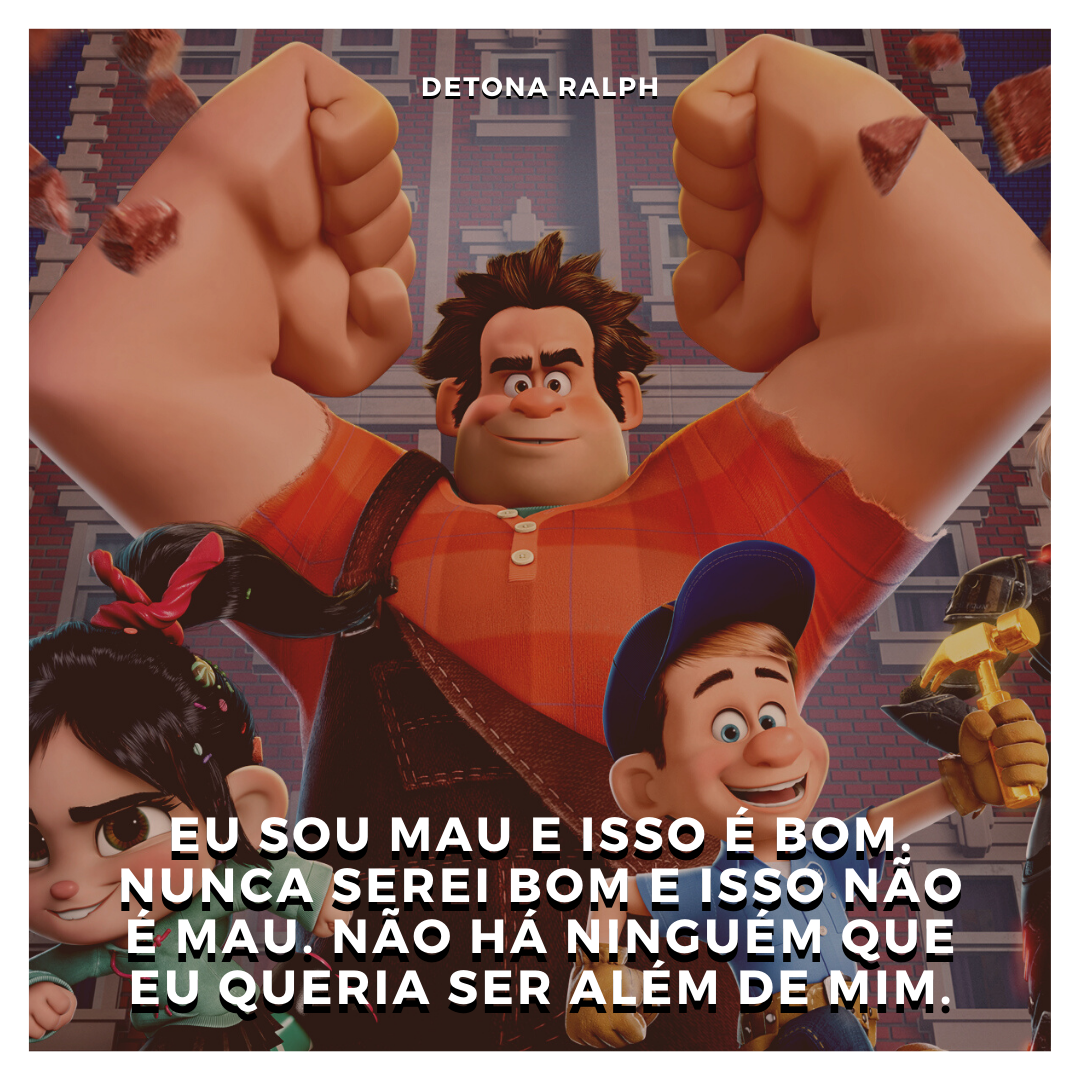 DETONA RALPH
EU SOU MAU E ISSO É BOM.
NUNCA SEREI BOM E ISSO NÃO
É MAU. NÃO HÁ NINGUÉM QUE
EU QUERIA SER ALÉM DE MIM.